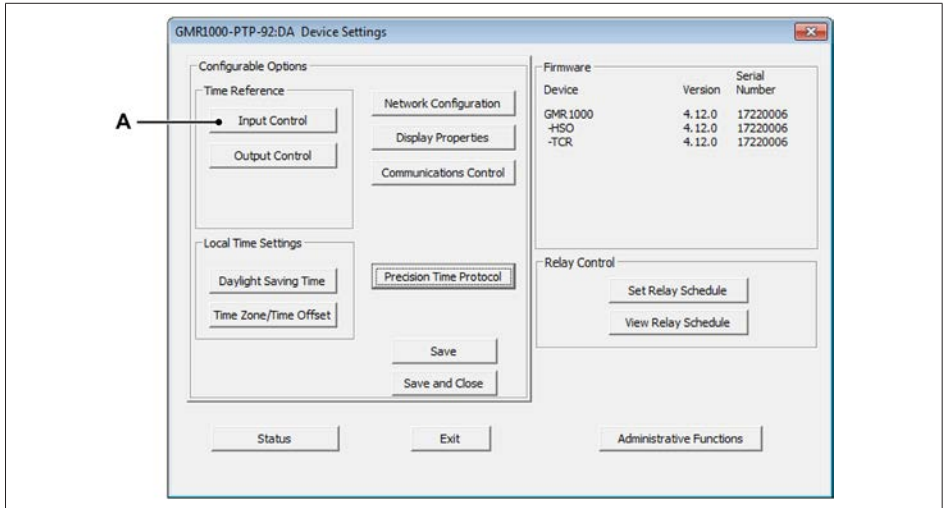 GMR1000-PTP-92:DA Device Settings
Configurable Options
Time Reference
A
Input Control
Output Control
Network Configuration
Display Properties
Communications Control
Local Time Settings
Daylight Saving Time
Time Zone/Time Offset
Precision Time Protocol
Save
Save and Close
Firmware
Device Version Serial Number
GMR1000 4.12.0 17220006
-HSO 4.12.0 17220006
-TCR 4.12.0 17220006
Relay Control
Set Relay Schedule
View Relay Schedule
Status
Exit
Administrative Functions